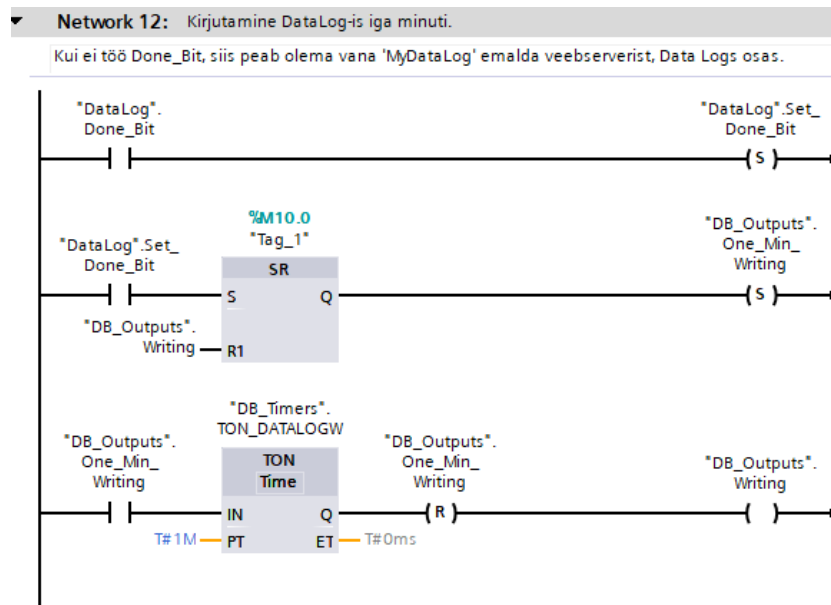 Network 12: Kirjutamine DataLog-is iga minuti.
Kui ei töö Done_Bit, siis peab olema vana 'MyDataLog' emalda veebserverist, Data Logs osas.
"DataLog".
Done_Bit
"DataLog".Set_
Done_Bit
S
"DataLog".Set_
Done_Bit
%M10.0
"Tag_1"
SR
S
Q
"DB_Outputs".
Writing
R1
"DB_Outputs".
One_Min_
Writing
S
"DB_Outputs".
One_Min_
Writing
"DB_Timers".
TON_DATALOGW
TON
Time
IN
Q
T#1M
PT
ET
T#0ms
"DB_Outputs".
One_Min_
Writing
R
"DB_Outputs".
Writing